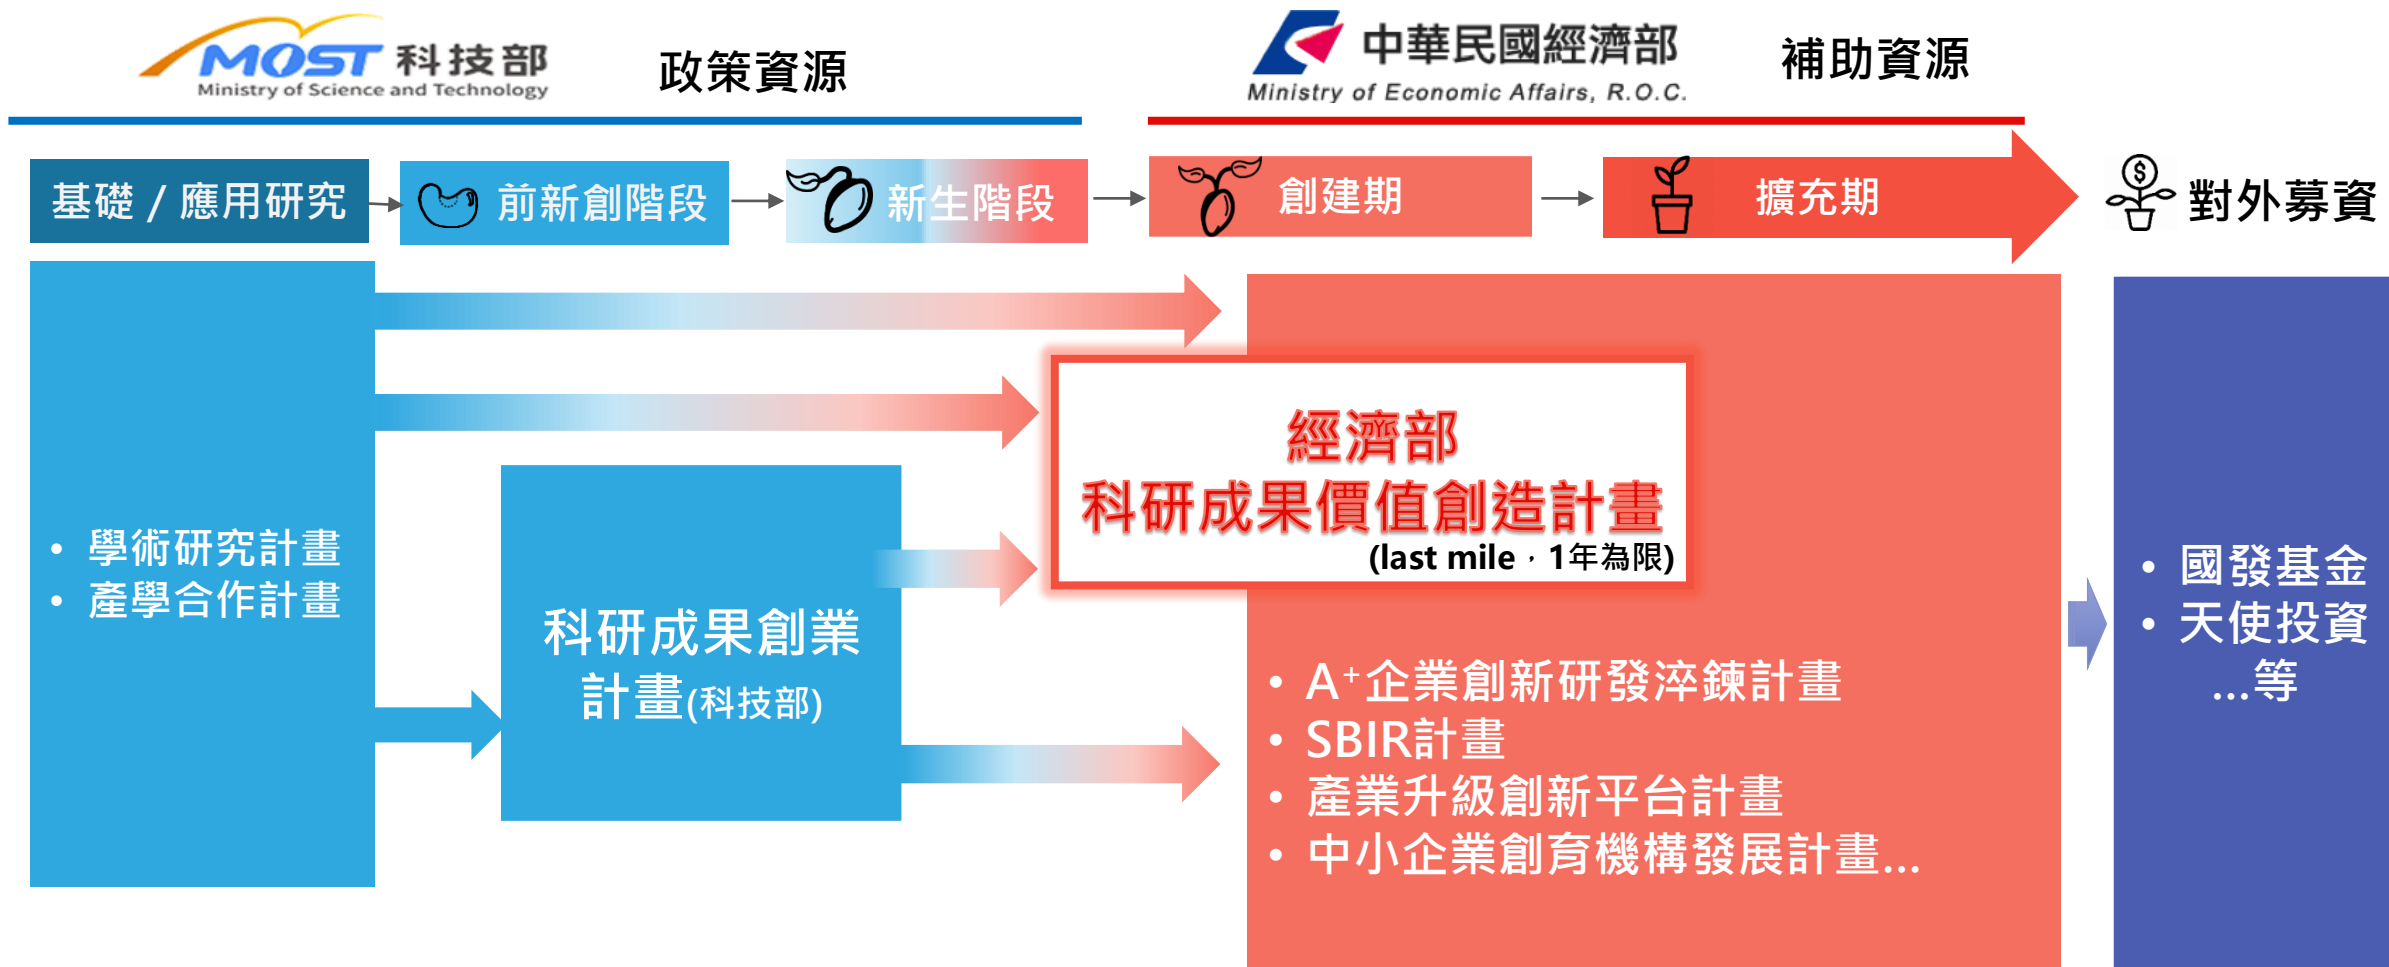 MOST 科技部
Ministry of Science and Technology
政策資源
中華民國經濟部
Ministry of Economic Affairs, R.O.C.
補助資源
基礎 / 應用研究
前新創階段
新生階段
創建期
擴充期
$
對外募資
• 學術研究計畫
• 產學合作計畫
科研成果創業
計畫(科技部)
經濟部
科研成果價值創造計畫
(last mile，1年為限)
• A⁺企業創新研發淬鍊計畫
• SBIR計畫
• 產業升級創新平台計畫
• 中小企業創育機構發展計畫...
• 國發基金
• 天使投資
...等